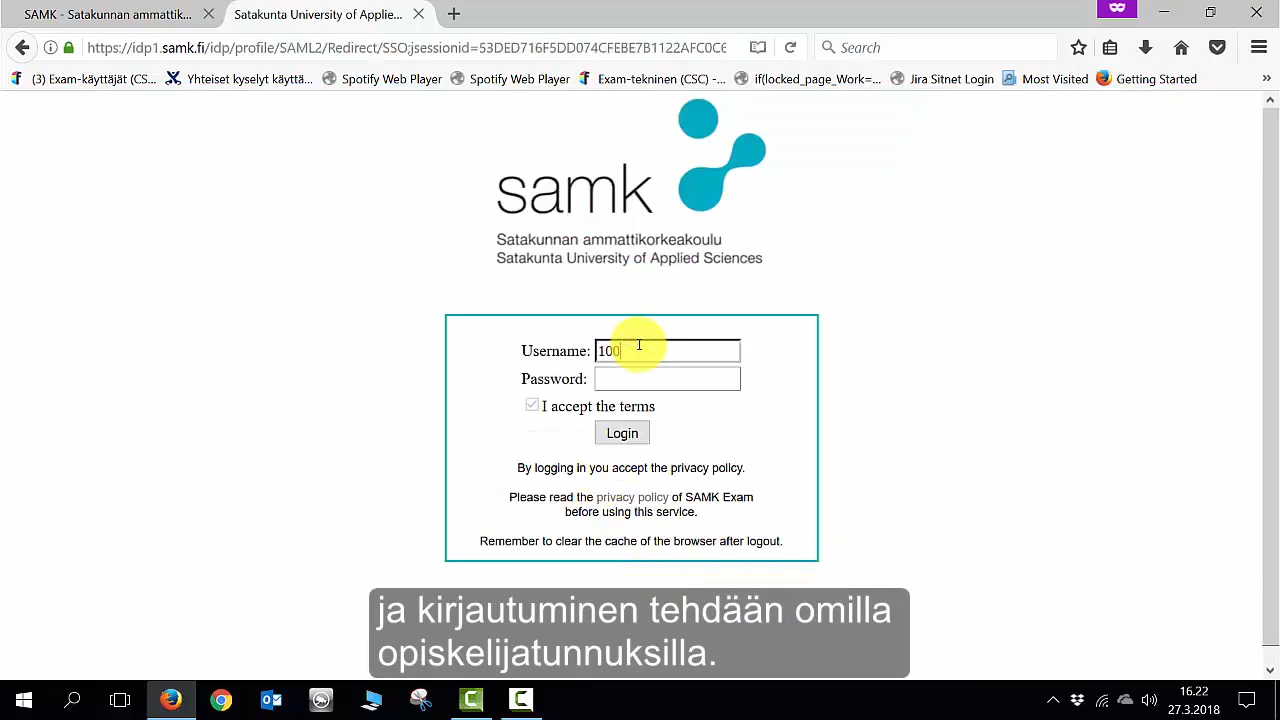 SAMK - Satakunnan ammattik...
Satakunta University of Applie...
https://idp1.samk.fi/idp/profile/SAML2/Redirect/SSO;jsessionid=53DED716F5DD074CFEBE7B1122AFC0C6
Search
(3) Exam-käyttäjät (CS...
Yhteiset kyselyt käyttä...
Spotify Web Player
Spotify Web Player
Exam-tekninen (CSC) -...
if(locked_page_Work=...
Jira Sitnet Login
Most Visited
Getting Started
samk
Satakunnan ammattikorkeakoulu
Satakunta University of Applied Sciences
Username: 100
Password:
I accept the terms
Login
By logging in you accept the privacy policy.
Please read the privacy policy of SAMK Exam
before using this service.
Remember to clear the cache of the browser after logout.
ja kirjautuminen tehdään omilla
opiskelijatunnuksilla.
16.22
27.3.2018